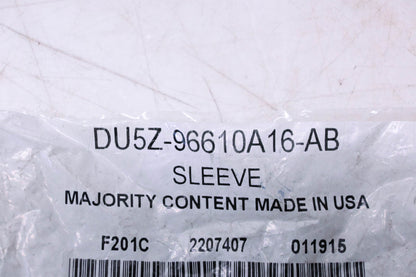 DU5Z-96610A16-AB
SLEEVE
MAJORITY CONTENT MADE IN USA
F201C 2207407 011915